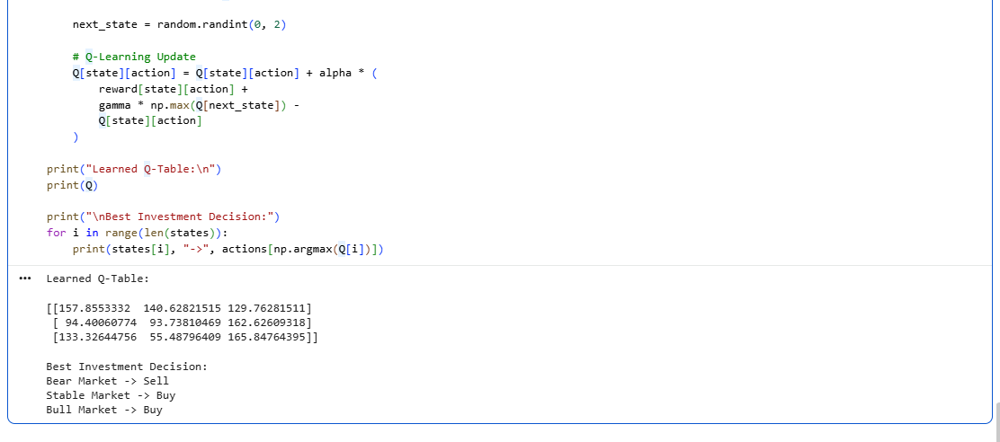 next_state = random.randint(0, 2)
# Q-Learning Update
Q[state][action] = Q[state][action] + alpha * (
reward[state][action] +
gamma * np.max(Q[next_state]) -
Q[state][action]
)
print("Learned Q-Table:\n")
print(Q)
print("\nBest Investment Decision:")
for i in range(len(states)):
print(states[i], "->", actions[np.argmax(Q[i])])
Learned Q-Table:
[[157.8553332  140.62821515 129.76281511]
[ 94.40060774  93.73810469 162.62609318]
[133.32644756  55.48796409 165.84764395]]
Best Investment Decision:
Bear Market -> Sell
Stable Market -> Buy
Bull Market -> Buy